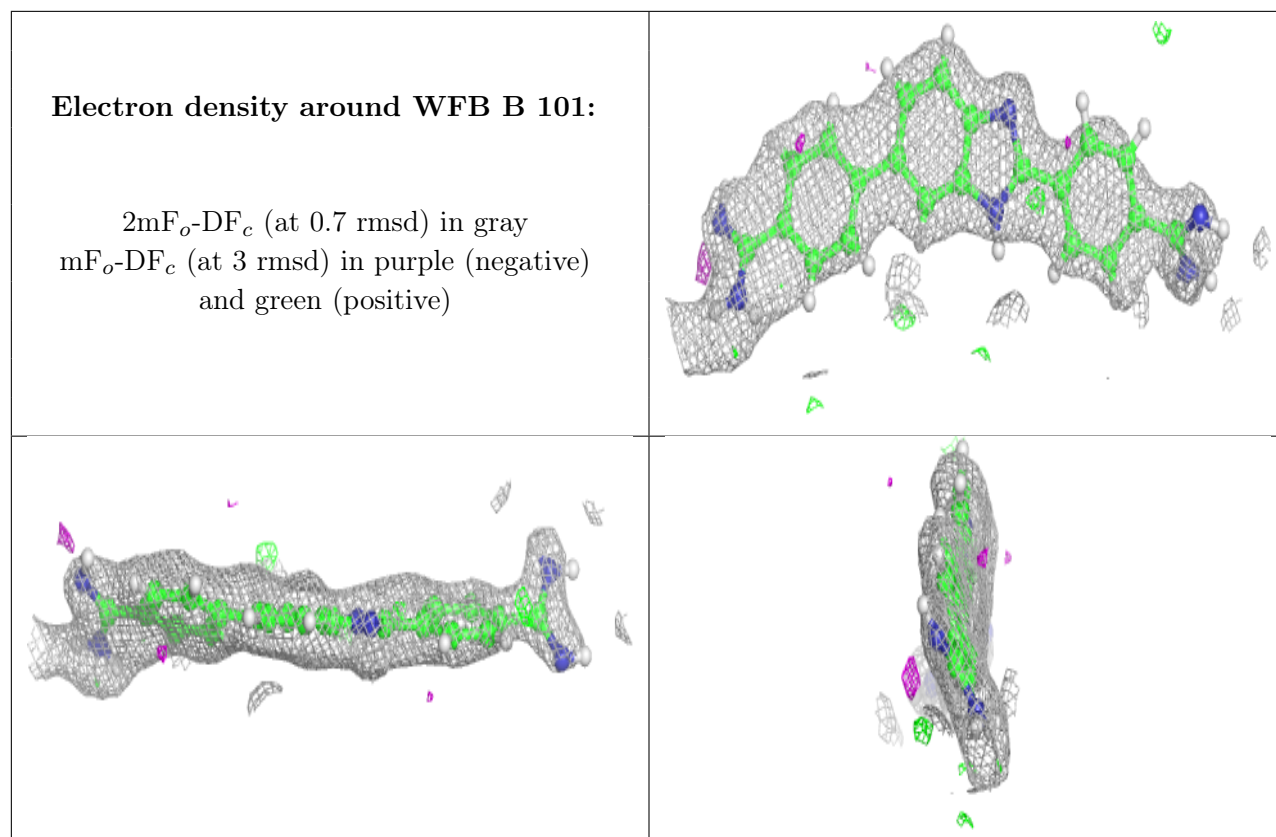 Electron density around WFB B 101:
2mFₒ-DF𝒸 (at 0.7 rmsd) in gray
mFₒ-DF𝒸 (at 3 rmsd) in purple (negative)
and green (positive)